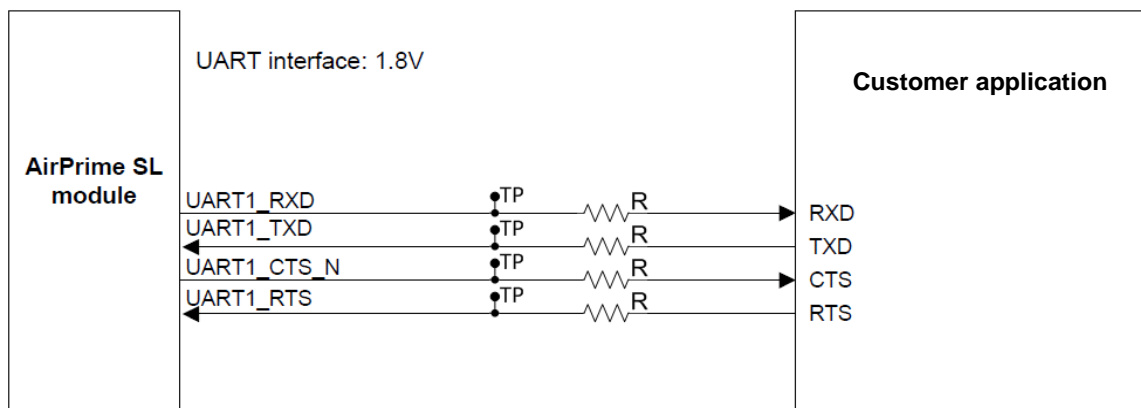 UART interface: 1.8V
Customer application
AirPrime SL
module
UART1_RXD TP R RXD
UART1_TXD TP R TXD
UART1_CTS_N TP R CTS
UART1_RTS TP R RTS